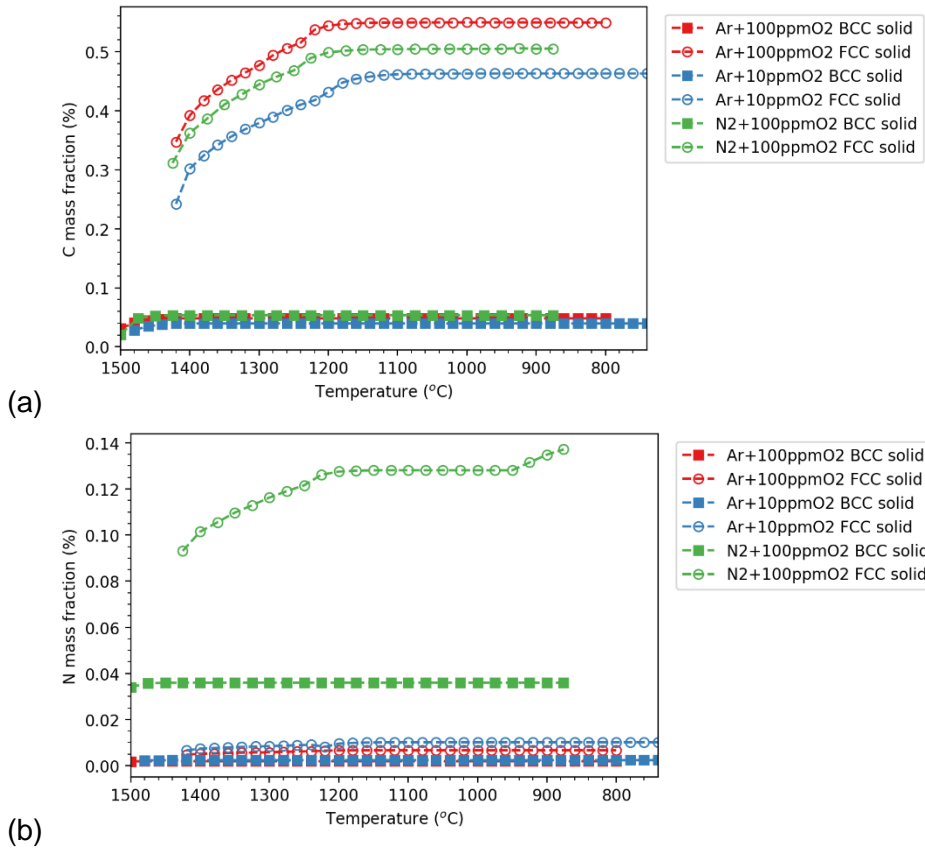 C mass fraction (%)
0.5
0.4
0.3
0.2
0.1
0.0
1500 1400 1300 1200 1100 1000 900 800
Temperature (oC)
Ar+100ppmO2 BCC solid
Ar+100ppmO2 FCC solid
Ar+10ppmO2 BCC solid
Ar+10ppmO2 FCC solid
N2+100ppmO2 BCC solid
N2+100ppmO2 FCC solid
(a)
N mass fraction (%)
0.14
0.12
0.10
0.08
0.06
0.04
0.02
0.00
1500 1400 1300 1200 1100 1000 900 800
Temperature (oC)
Ar+100ppmO2 BCC solid
Ar+100ppmO2 FCC solid
Ar+10ppmO2 BCC solid
Ar+10ppmO2 FCC solid
N2+100ppmO2 BCC solid
N2+100ppmO2 FCC solid
(b)